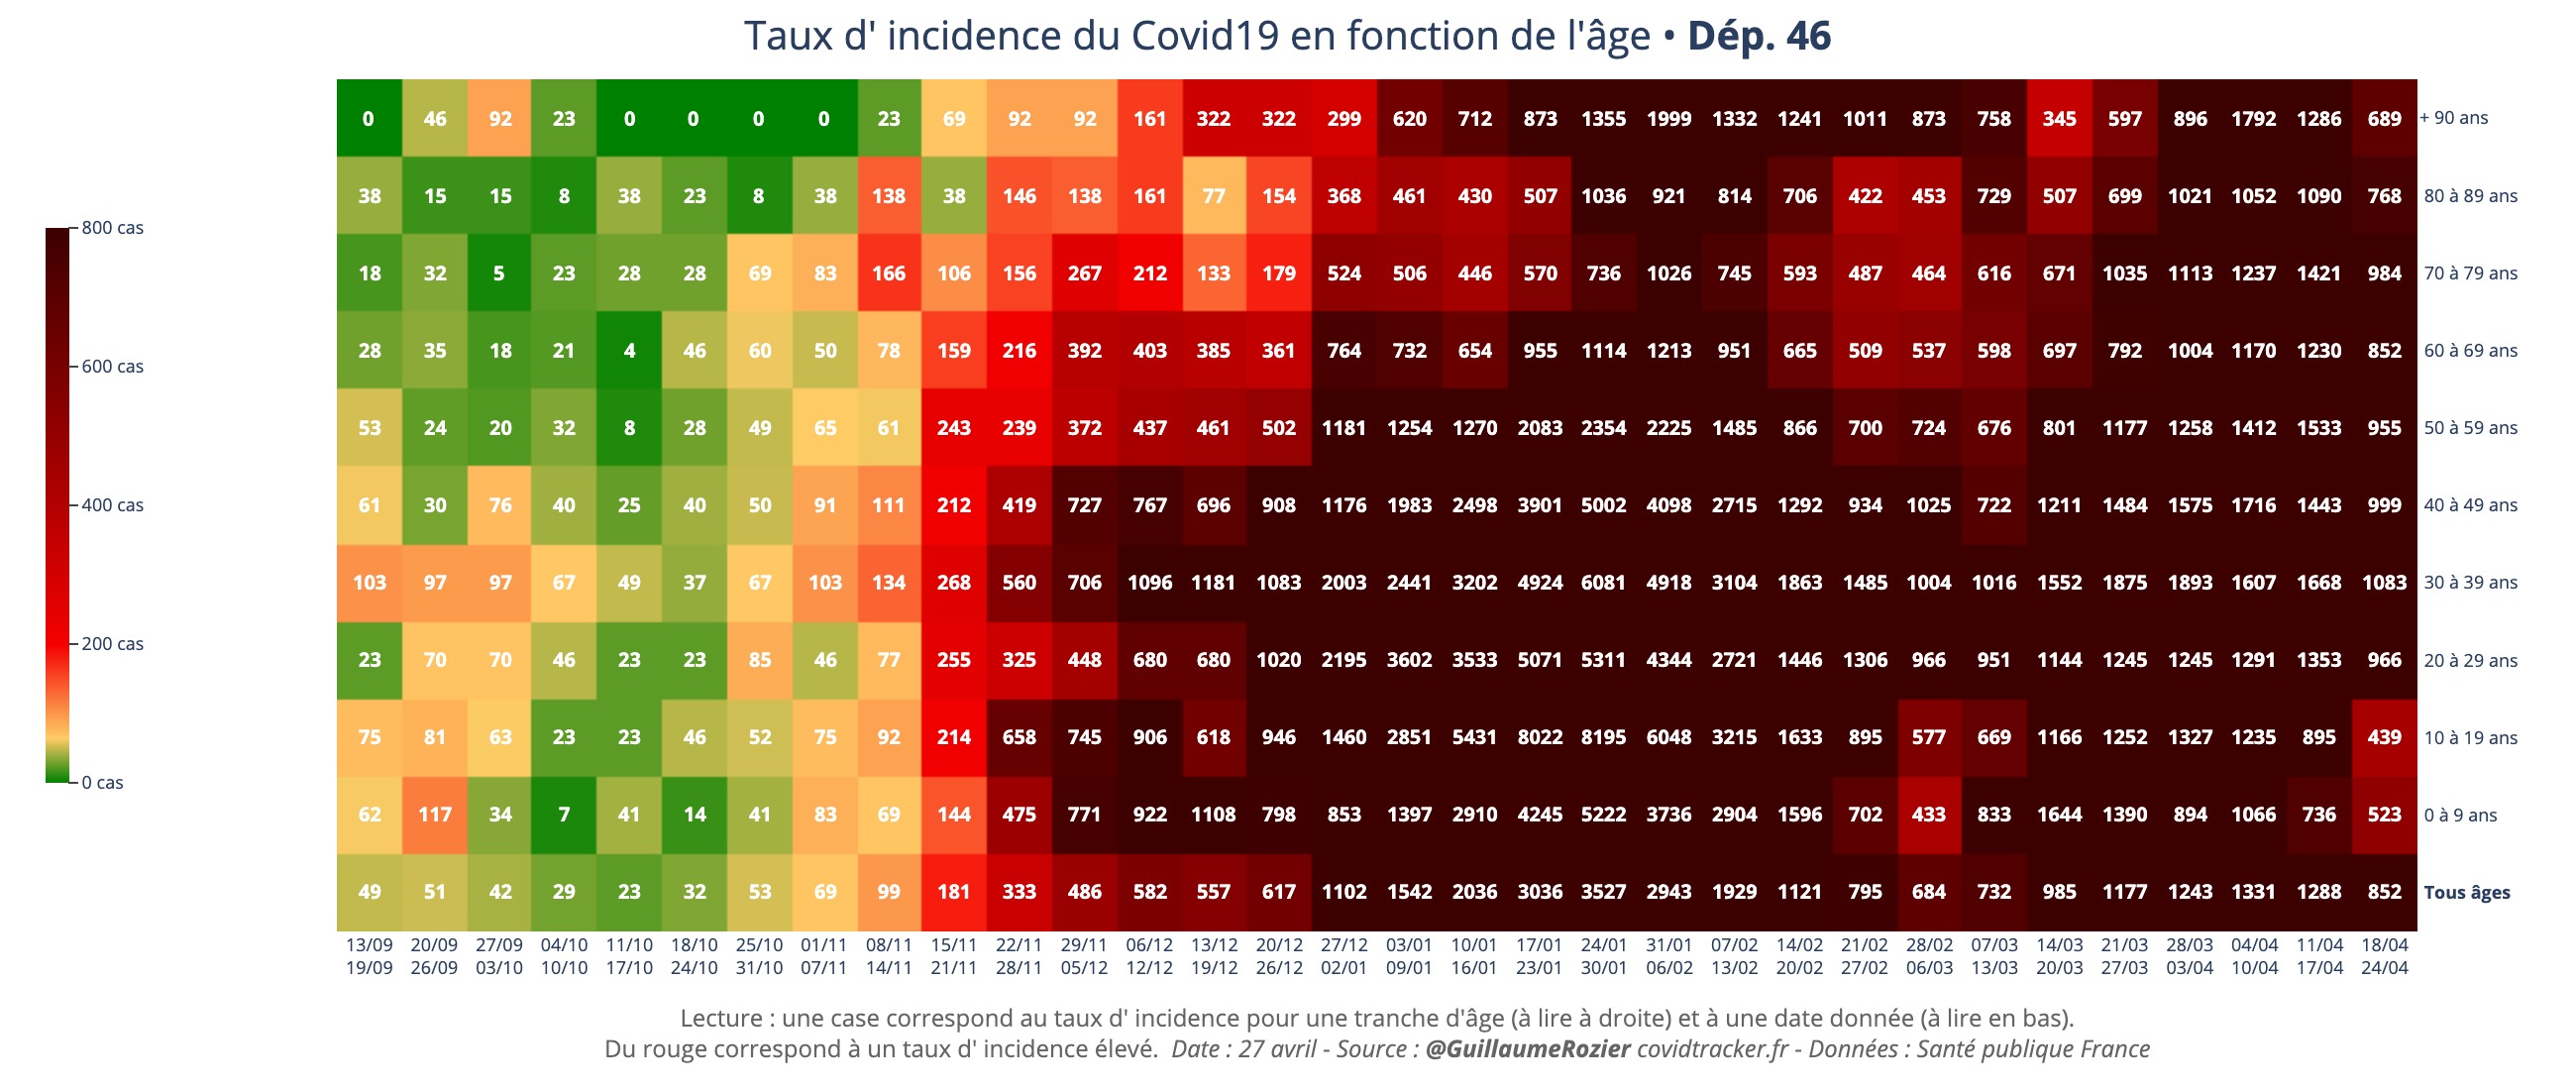 Taux d' incidence du Covid19 en fonction de l'âge • Dép. 46
0 46 92 23 0 0 0 0 23 69 92 92 161 322 322 299 620 712 873 1355 1999 1332 1241 1011 873 758 345 597 896 1792 1286 689 + 90 ans
38 15 15 8 38 23 8 38 138 38 146 138 161 77 154 368 461 430 507 1036 921 814 706 422 453 729 507 699 1021 1052 1090 768 80 à 89 ans
800 cas
18 32 5 23 28 28 69 83 166 106 156 267 212 133 179 524 506 446 570 736 1026 745 593 487 464 616 671 1035 1113 1237 1421 984 70 à 79 ans
28 35 18 21 4 46 60 50 78 159 216 392 403 385 361 764 732 654 955 1114 1213 951 665 509 537 598 697 792 1004 1170 1230 852 60 à 69 ans
600 cas
53 24 20 32 8 28 49 65 61 243 239 372 437 461 502 1181 1254 1270 2083 2354 2225 1485 866 700 724 676 801 1177 1258 1412 1533 955 50 à 59 ans
400 cas
61 30 76 40 25 40 50 91 111 212 419 727 767 696 908 1176 1983 2498 3901 5002 4098 2715 1292 934 1025 722 1211 1484 1575 1716 1443 999 40 à 49 ans
103 97 97 67 49 37 67 103 134 268 560 706 1096 1181 1083 2003 2441 3202 4924 6081 4918 3104 1863 1485 1004 1016 1552 1875 1893 1607 1668 1083 30 à 39 ans
200 cas
23 70 70 46 23 23 85 46 77 255 325 448 680 680 1020 2195 3602 3533 5071 5311 4344 2721 1446 1306 966 951 1144 1245 1245 1291 1353 966 20 à 29 ans
75 81 63 23 23 46 52 75 92 214 658 745 906 618 946 1460 2851 5431 8022 8195 6048 3215 1633 895 577 669 1166 1252 1327 1235 895 439 10 à 19 ans
0 cas
62 117 34 7 41 14 41 83 69 144 475 771 922 1108 798 853 1397 2910 4245 5222 3736 2904 1596 702 433 833 1644 1390 894 1066 736 523 0 à 9 ans
49 51 42 29 23 32 53 69 99 181 333 486 582 557 617 1102 1542 2036 3036 3527 2943 1929 1121 795 684 732 985 1177 1243 1331 1288 852 Tous âges
13/09 20/09 27/09 04/10 11/10 18/10 25/10 01/11 08/11 15/11 22/11 29/11 06/12 13/12 20/12 27/12 03/01 10/01 17/01 24/01 31/01 07/02 14/02 21/02 28/02 07/03 14/03 21/03 28/03 04/04 11/04 18/04
19/09 26/09 03/10 10/10 17/10 24/10 31/10 07/11 14/11 21/11 28/11 05/12 12/12 19/12 26/12 02/01 09/01 16/01 23/01 30/01 06/02 13/02 20/02 27/02 06/03 13/03 20/03 27/03 03/04 10/04 17/04 24/04
Lecture : une case correspond au taux d' incidence pour une tranche d'âge (à lire à droite) et à une date donnée (à lire en bas).
Du rouge correspond à un taux d' incidence élevé. Date : 27 avril - Source : @GuillaumeRozier covidtracker.fr - Données : Santé publique France